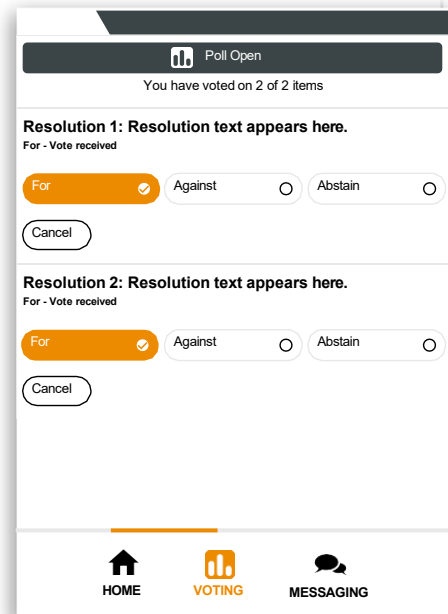 Poll Open
You have voted on 2 of 2 items
Resolution 1: Resolution text appears here.
For - Vote received
For Against Abstain
Cancel
Resolution 2: Resolution text appears here.
For - Vote received
For Against Abstain
Cancel
HOME VOTING MESSAGING